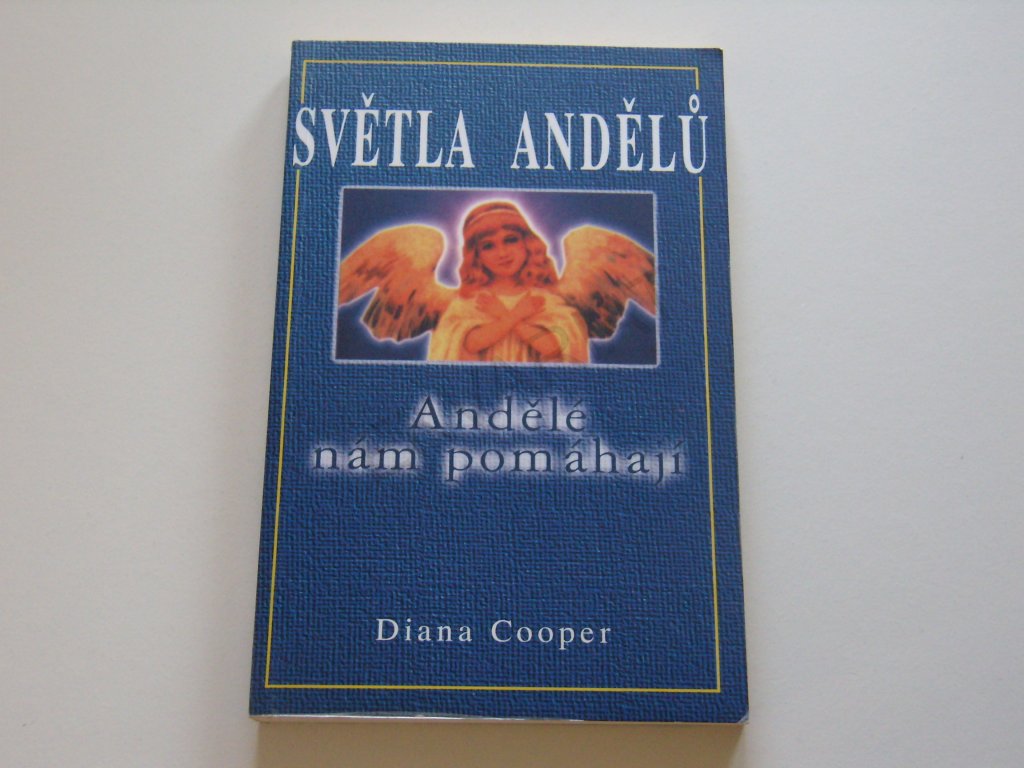 SVĚTLA ANDĚLŮ
Andělé
nám pomáhají
Diana Cooper